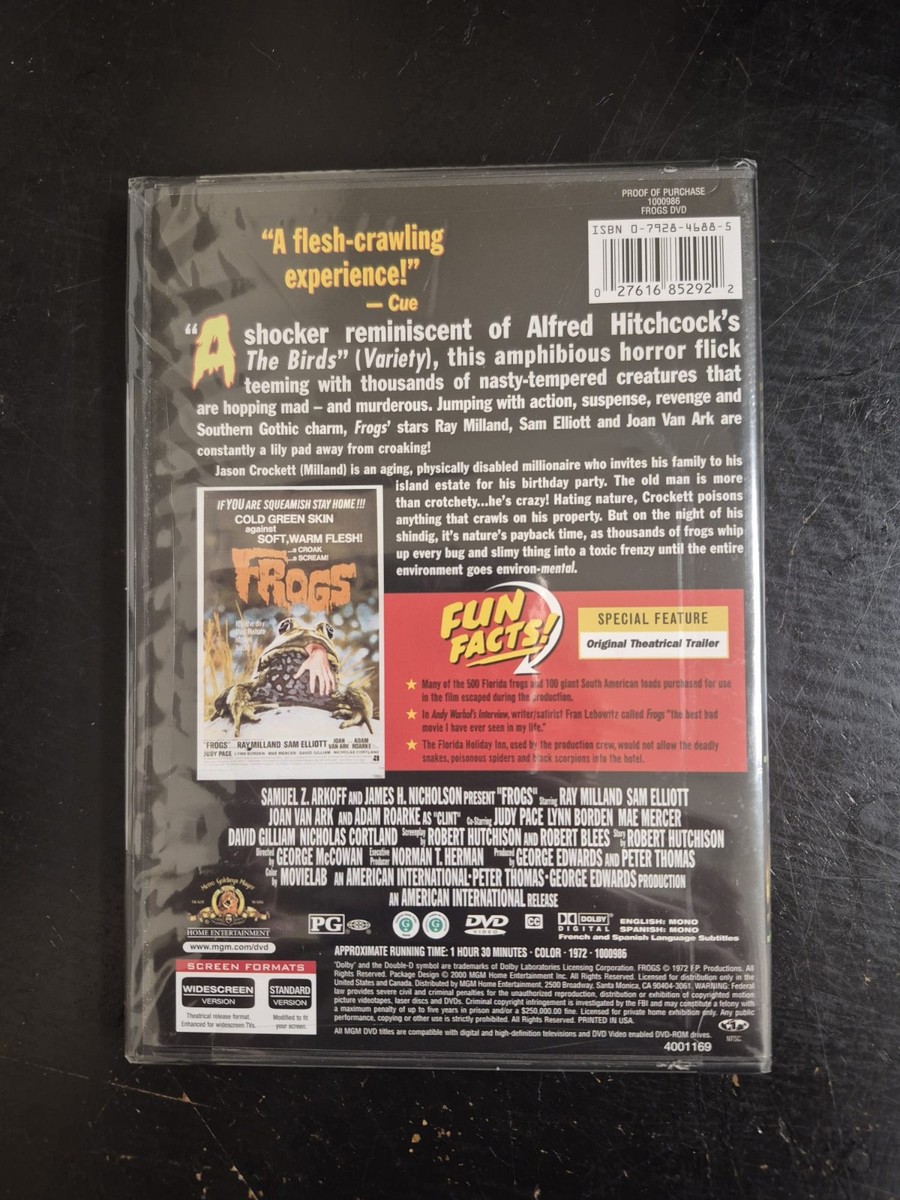 PROOF OF PURCHASE
1000986
FROGS DVD
ISBN 0-7928-4688-5
0 27616 85292 2
“A flesh-crawling
experience!”
— Cue
“A shocker reminiscent of Alfred Hitchcock's
The Birds” (Variety), this amphibious horror flick
teeming with thousands of nasty-tempered creatures that
are hopping mad – and murderous. Jumping with action, suspense, revenge and
Southern Gothic charm, Frogs' stars Ray Milland, Sam Elliott and Joan Van Ark are
constantly a lily pad away from croaking!
Jason Crockett (Milland) is an aging, physically disabled millionaire who invites his family to his
island estate for his birthday party. The old man is more
than crotchety...he's crazy! Hating nature, Crockett poisons
anything that crawls on his property. But on the night of his
shindig, it's nature's payback time, as thousands of frogs whip
up every bug and slimy thing into a toxic frenzy until the entire
environment goes environ-mental.
IF YOU ARE SQUEAMISH STAY HOME!!!
COLD GREEN SKIN
against
SOFT, WARM FLESH!
...a CROAK
...a SCREAM!
FROGS
"FROGS" RAY MILLAND SAM ELLIOTT JOAN VAN ARK ADAM ROARKE
JUDY PACE LYNN BORDEN MAE MERCER DAVID GILLIAM NICHOLAS CORTLAND
FUN
FACTS!
SPECIAL FEATURE
Original Theatrical Trailer
Many of the 500 Florida frogs and 100 giant South American toads purchased for use
in the film escaped during the production.
In Andy Warhol's Interview, writer/satirist Fran Lebowitz called Frogs "the best bad
movie I have ever seen in my life."
The Florida Holiday Inn, used by the production crew, would not allow the deadly
snakes, poisonous spiders and black scorpions into the hotel.
SAMUEL Z. ARKOFF AND JAMES H. NICHOLSON PRESENT "FROGS" Starring RAY MILLAND SAM ELLIOTT
JOAN VAN ARK AND ADAM ROARKE AS "CLINT" Co-Starring JUDY PACE LYNN BORDEN MAE MERCER
DAVID GILLIAM NICHOLAS CORTLAND Screenplay by ROBERT HUTCHISON AND ROBERT BLEES Story by ROBERT HUTCHISON
Directed by GEORGE McCOWAN Executive Producer NORMAN T. HERMAN Produced by GEORGE EDWARDS AND PETER THOMAS
Color by MOVIELAB AN AMERICAN INTERNATIONAL•PETER THOMAS•GEORGE EDWARDS PRODUCTION
AN AMERICAN INTERNATIONAL RELEASE
Metro Goldwyn Mayer
HOME ENTERTAINMENT
www.mgm.com/dvd
PG
DVD
VIDEO
CC
DOLBY
DIGITAL
ENGLISH: MONO
SPANISH: MONO
French and Spanish Language Subtitles
APPROXIMATE RUNNING TIME: 1 HOUR 30 MINUTES • COLOR • 1972 • 1000986
"Dolby" and the Double-D symbol are trademarks of Dolby Laboratories Licensing Corporation. FROGS © 1972 F.P. Productions. All
Rights Reserved. Package Design © 2000 MGM Home Entertainment Inc. All Rights Reserved. Licensed for distribution only in the
United States and Canada. Distributed by MGM Home Entertainment, 2500 Broadway, Santa Monica, CA 90404-3061. WARNING: Federal
law provides severe civil and criminal penalties for the unauthorized reproduction, distribution or exhibition of copyrighted motion
picture videotapes, laser discs and DVDs. Criminal copyright infringement is investigated by the FBI and may constitute a felony with
a maximum penalty of up to five years in prison and/or a $250,000.00 fine. Licensed for private home exhibition only. Any public
performance, copying or other use is strictly prohibited. All Rights Reserved. PRINTED IN USA.
All MGM DVD titles are compatible with digital and high-definition televisions and DVD Video enabled DVD-ROM drives.
4001169
SCREEN FORMATS
WIDESCREEN
VERSION
Theatrical release format.
Enhanced for widescreen TVs.
STANDARD
VERSION
Modified to fit
your screen.
1
NTSC